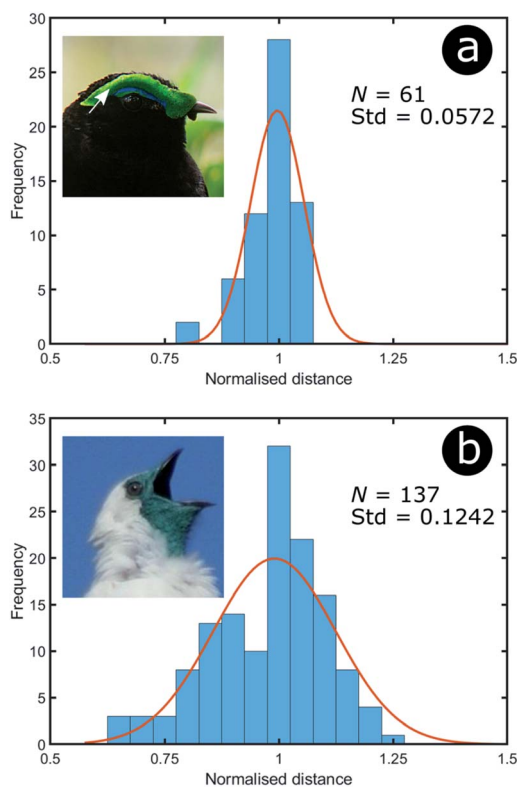 30
25
20
15
10
5
0
Frequency
a
N = 61
Std = 0.0572
0.5 0.75 1 1.25 1.5
Normalised distance
35
30
25
20
15
10
5
0
Frequency
b
N = 137
Std = 0.1242
0.5 0.75 1 1.25 1.5
Normalised distance